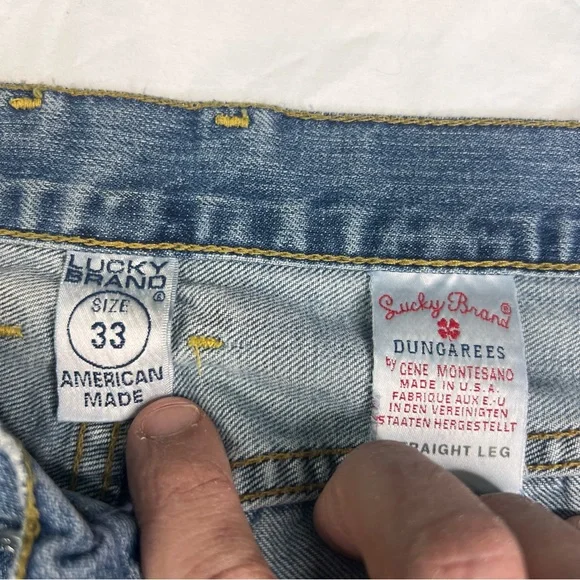 LUCKY
BRAND®
SIZE
33
AMERICAN
MADE
Lucky Brand®
DUNGAREES
by GENE MONTESANO
MADE IN U.S.A.
FABRIQUE AUX E.-U
IN DEN VEREINIGTEN
STAATEN HERGESTELLT
RAIGHT LEG